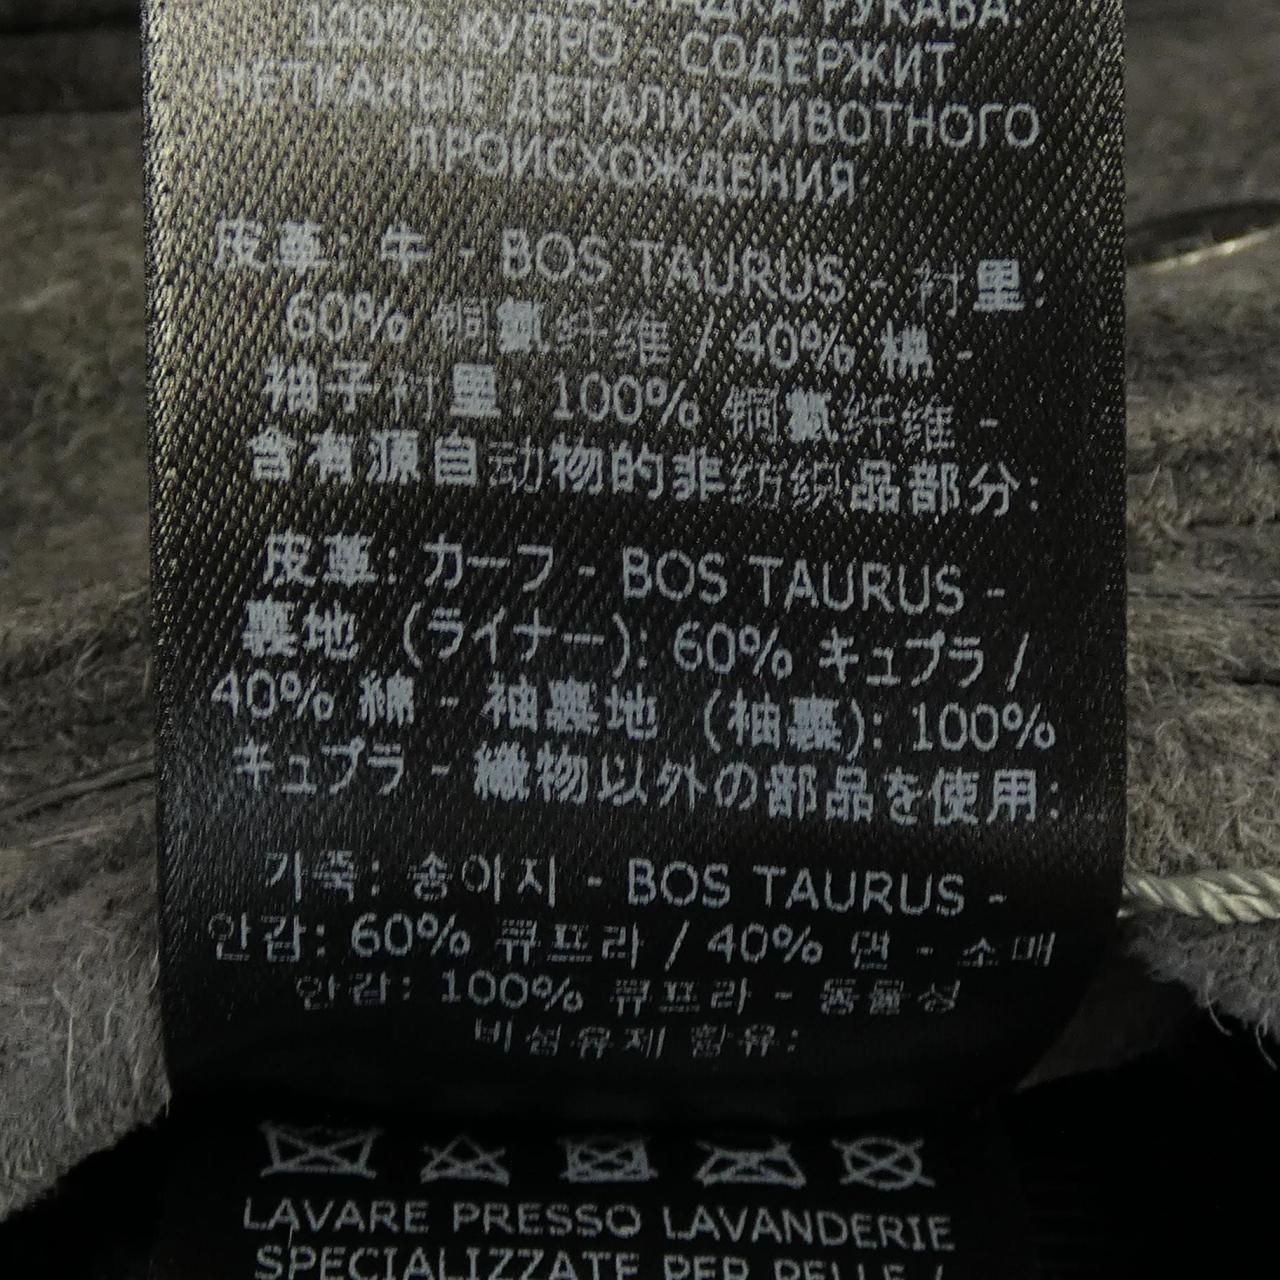 РУКАВА:
100% КУПРО - СОДЕРЖИТ
НЕТКАНЫЕ ДЕТАЛИ ЖИВОТНОГО
ПРОИСХОЖДЕНИЯ
皮革: 牛 - BOS TAURUS - 衬里:
60% 铜氨纤维 / 40% 棉 -
袖子衬里: 100% 铜氨纤维 -
含有源自动物的非纺织品部分:
皮革: カーフ - BOS TAURUS -
裏地 (ライナー): 60% キュプラ /
40% 綿 - 袖裏地 (袖裏): 100%
キュプラ - 織物以外の部品を使用:
가죽: 송아지 - BOS TAURUS -
안감: 60% 큐프라 / 40% 면 - 소매
안감: 100% 큐프라 - 동물성
비섬유제 함유:
LAVARE PRESSO LAVANDERIE
SPECIALIZZATE PER PELLE /